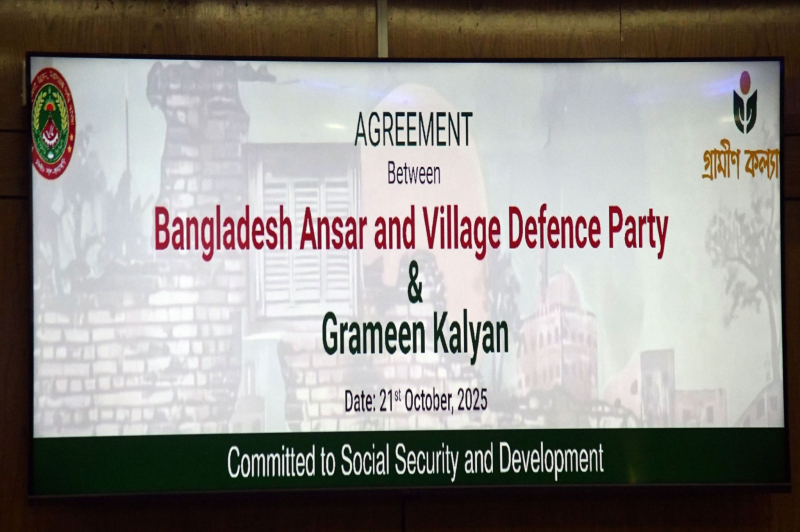 AGREEMENT
Between
Bangladesh Ansar and Village Defence Party
&
Grameen Kalyan
Date: 21st October, 2025
Committed to Social Security and Development
গ্রামীণ